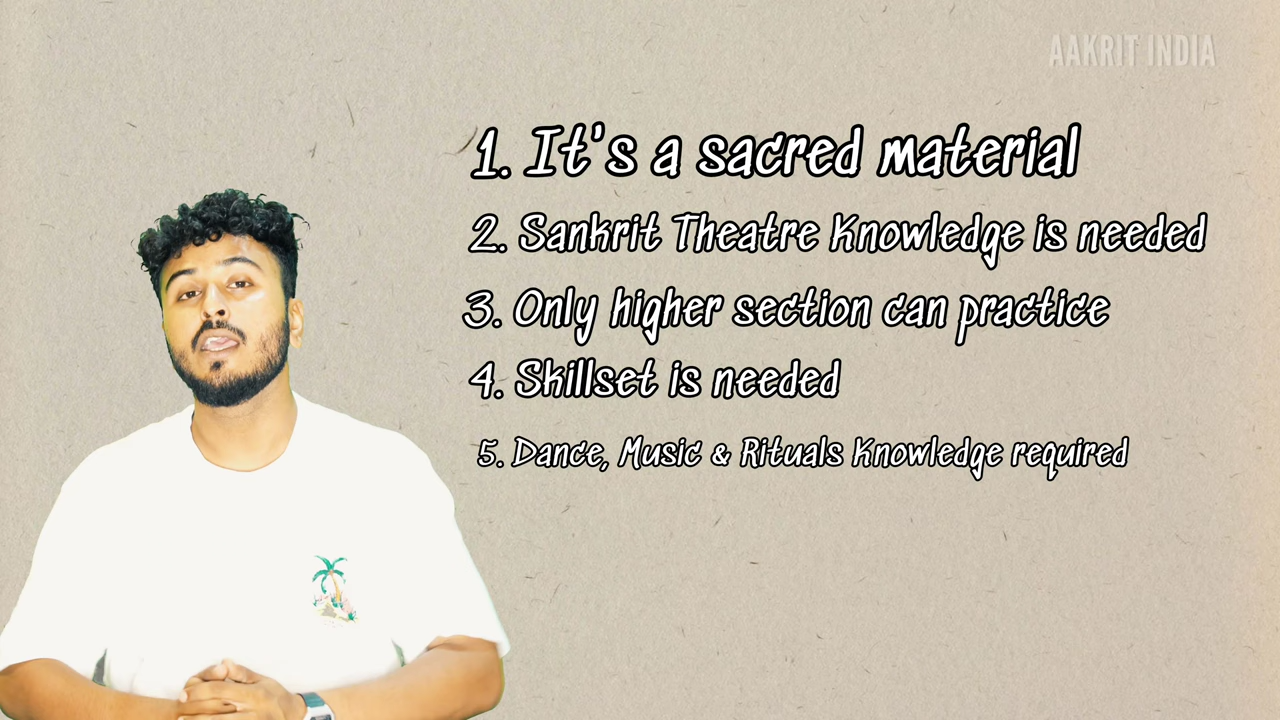 AAKRIT INDIA
1. It's a sacred material
2. Sankrit Theatre Knowledge is needed
3. Only higher section can practice
4. Skillset is needed
5. Dance, Music & Rituals Knowledge required